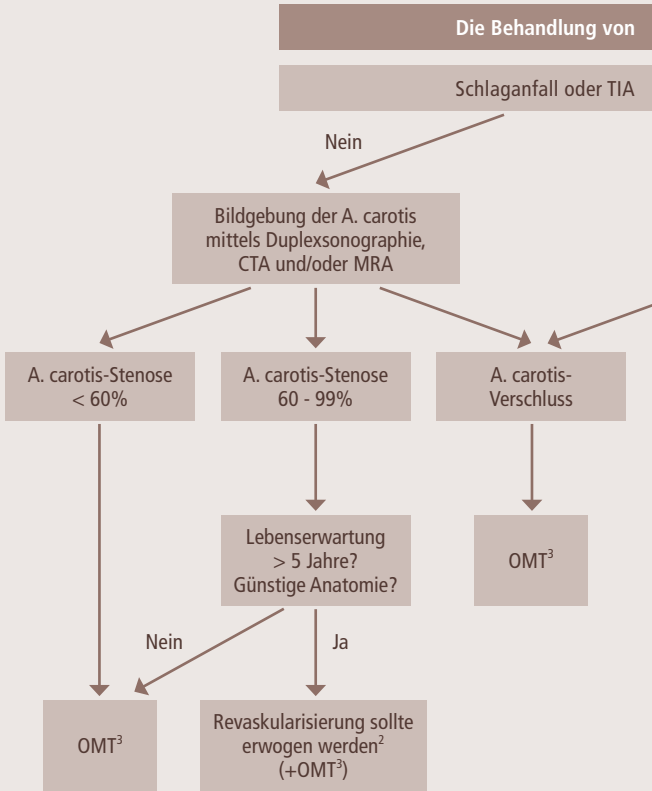 Die Behandlung von
Schlaganfall oder TIA
Nein
Bildgebung der A. carotis
mittels Duplexsonographie,
CTA und/oder MRA
A. carotis-Stenose
< 60%
A. carotis-Stenose
60 - 99%
A. carotis-
Verschluss
Lebenserwartung
> 5 Jahre?
Günstige Anatomie?
OMT³
Nein
Ja
OMT³
Revaskularisierung sollte
erwogen werden²
(+OMT³)